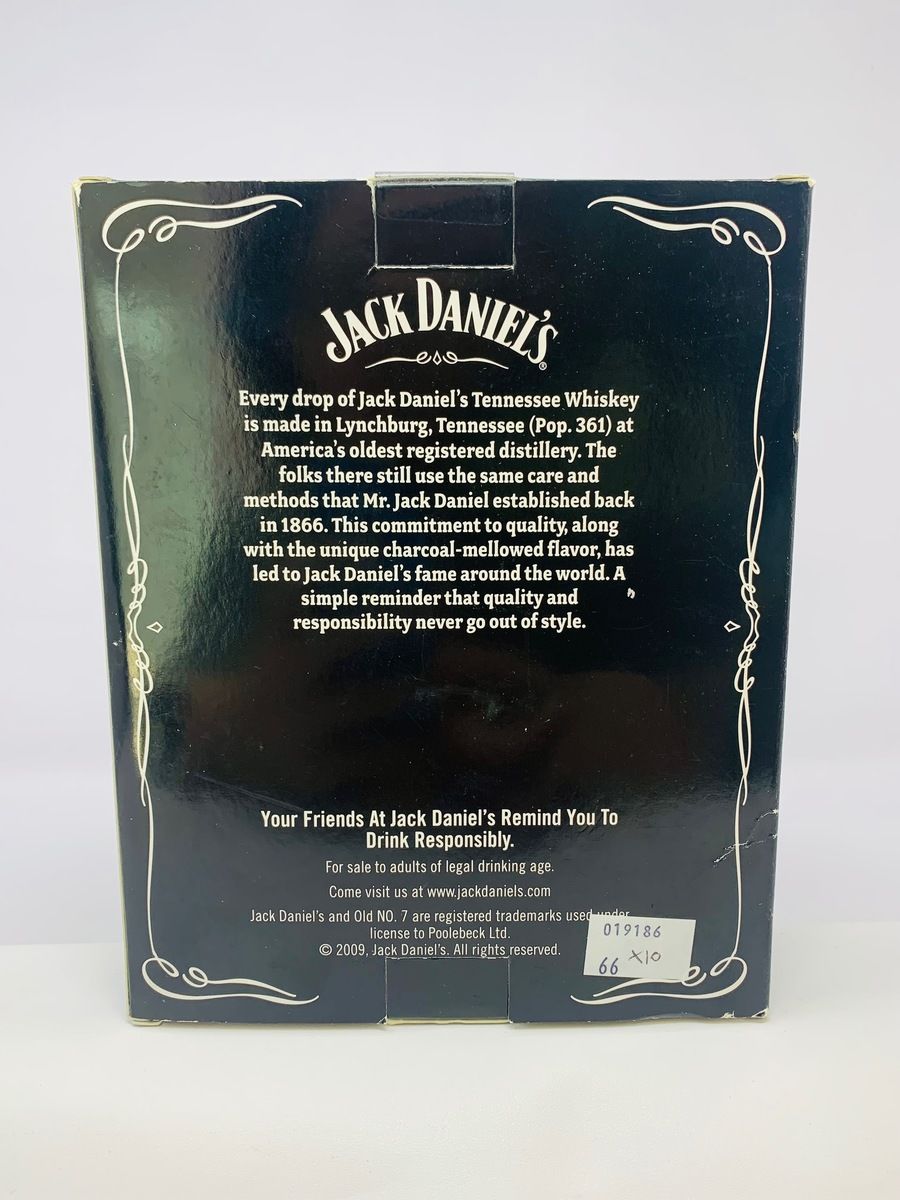 JACK DANIEL'S
Every drop of Jack Daniel's Tennessee Whiskey
is made in Lynchburg, Tennessee (Pop. 361) at
America's oldest registered distillery. The
folks there still use the same care and
methods that Mr. Jack Daniel established back
in 1866. This commitment to quality, along
with the unique charcoal-mellowed flavor, has
led to Jack Daniel's fame around the world. A
simple reminder that quality and
responsibility never go out of style.
Your Friends At Jack Daniel's Remind You To
Drink Responsibly.
For sale to adults of legal drinking age.
Come visit us at www.jackdaniels.com
Jack Daniel's and Old NO. 7 are registered trademarks used under
license to Poolebeck Ltd.
© 2009, Jack Daniel's. All rights reserved.
019186
66 X10